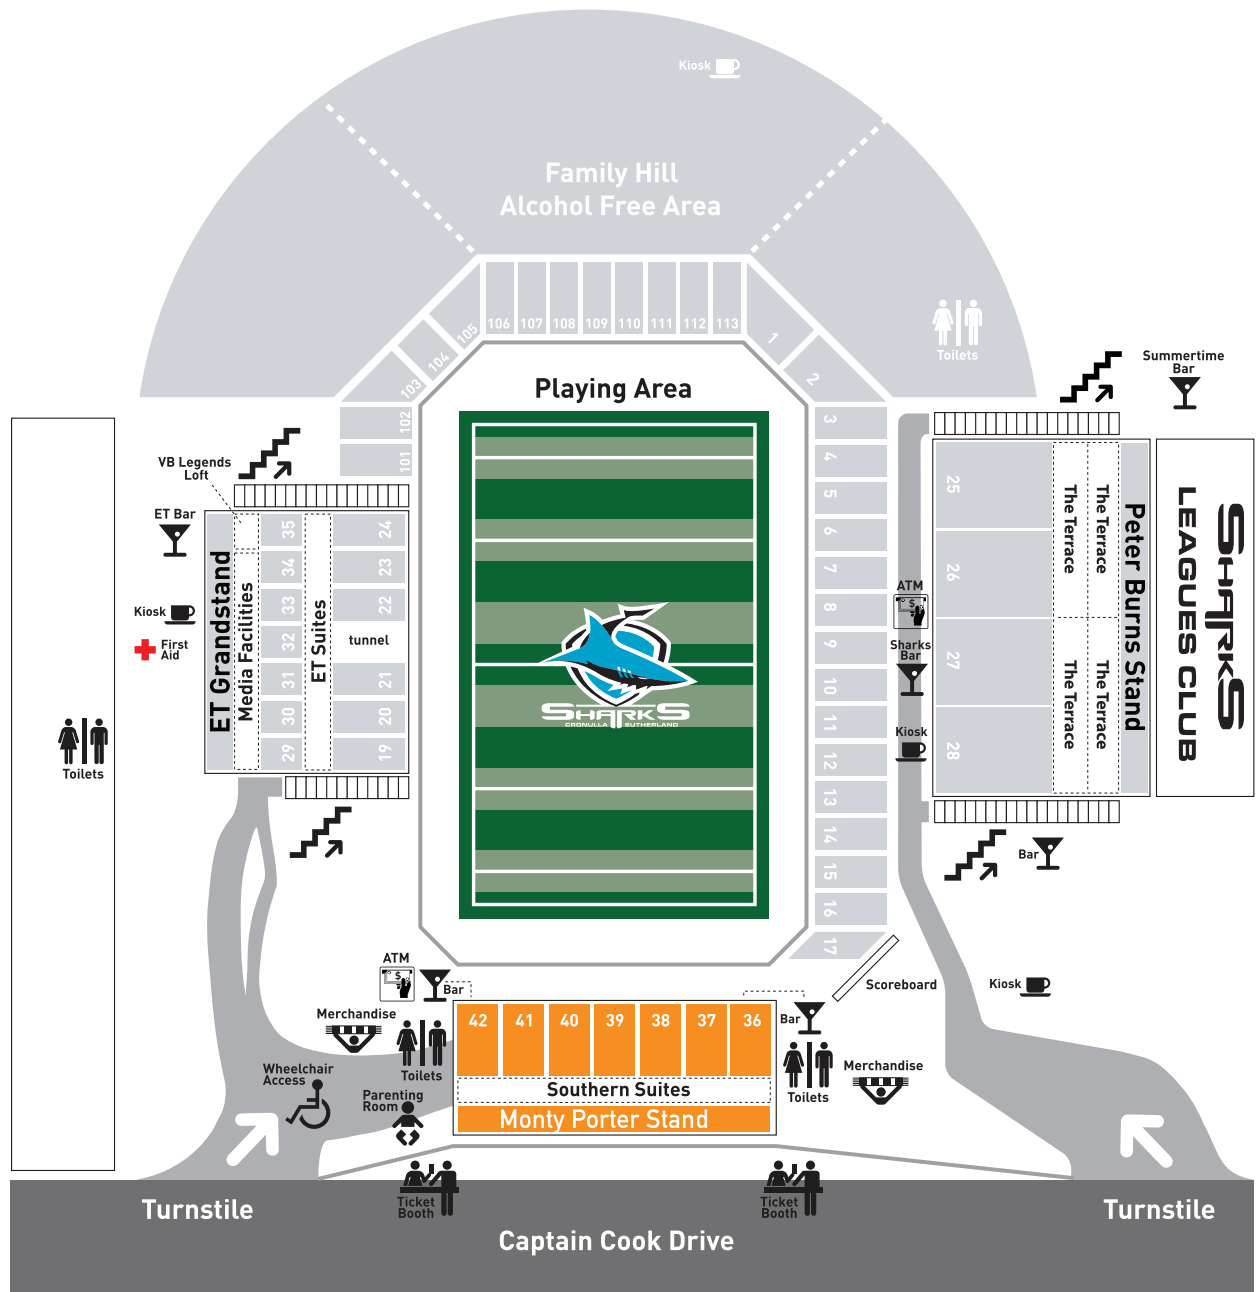 Kiosk
Family Hill
Alcohol Free Area
Toilets
105
106
107
108
109
110
111
112
113
1
104
103
2
102
101
Playing Area
3
4
5
6
7
8
9
10
11
12
13
14
15
16
17
Summertime
Bar
VB Legends
Loft
ET Bar
Kiosk
First
Aid
Toilets
ET Grandstand
Media Facilities
35
34
33
32
31
30
29
ET Suites
24
23
22
tunnel
21
20
19
SHARKS
CRONULLA SUTHERLAND
ATM
$
Sharks
Bar
Kiosk
25
26
27
28
The Terrace
The Terrace
The Terrace
The Terrace
Peter Burns Stand
SHARKS
LEAGUES CLUB
Bar
Kiosk
Scoreboard
ATM
$
Bar
Merchandise
Toilets
Wheelchair
Access
Parenting
Room
42
41
40
39
38
37
36
Southern Suites
Monty Porter Stand
Bar
Toilets
Merchandise
Ticket
Booth
Ticket
Booth
Turnstile
Turnstile
Captain Cook Drive